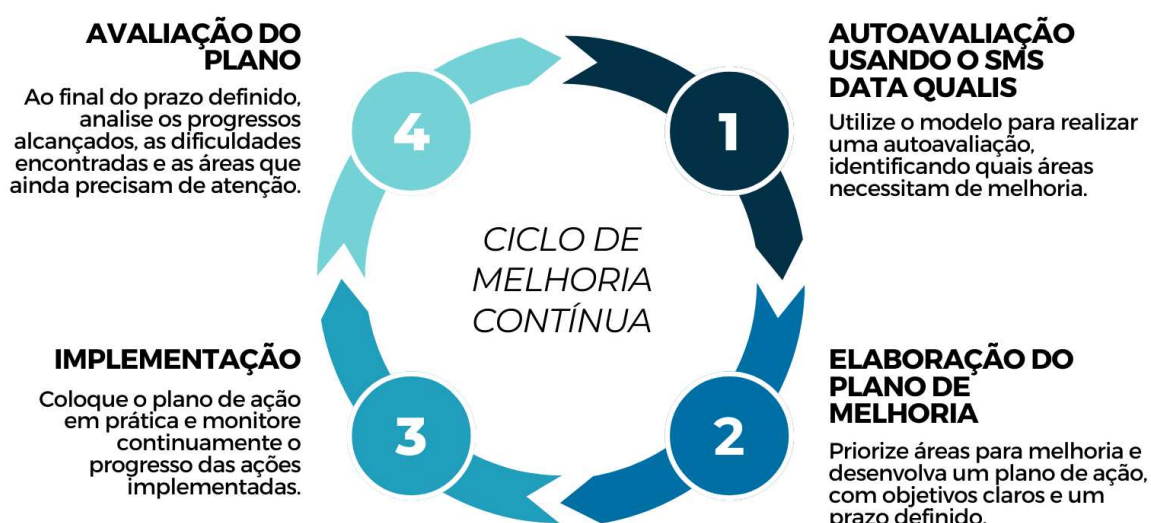 AUTOAVALIAÇÃO
USANDO O SMS
DATA QUALIS
Utilize o modelo para realizar
uma autoavaliação,
identificando quais áreas
necessitam de melhoria.
1
ELABORAÇÃO DO
PLANO DE
MELHORIA
Priorize áreas para melhoria e
desenvolva um plano de ação,
com objetivos claros e um
prazo definido.
2
IMPLEMENTAÇÃO
Coloque o plano de ação
em prática e monitore
continuamente o
progresso das ações
implementadas.
3
AVALIAÇÃO DO
PLANO
Ao final do prazo definido,
analise os progressos
alcançados, as dificuldades
encontradas e as áreas que
ainda precisam de atenção.
4
CICLO DE
MELHORIA
CONTÍNUA